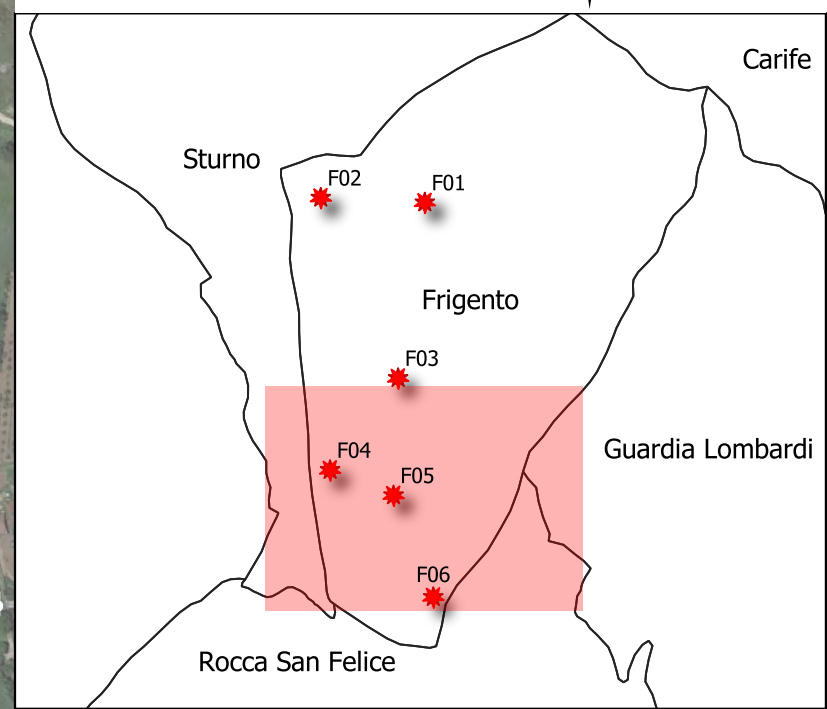 Carife
Sturno
F02
F01
Frigento
F03
Guardia Lombardi
F04
F05
F06
Rocca San Felice